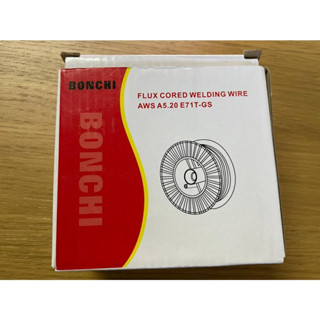 BONCHI
FLUX CORED WELDING WIRE
AWS A5.20 E71T-GS
BONCHI